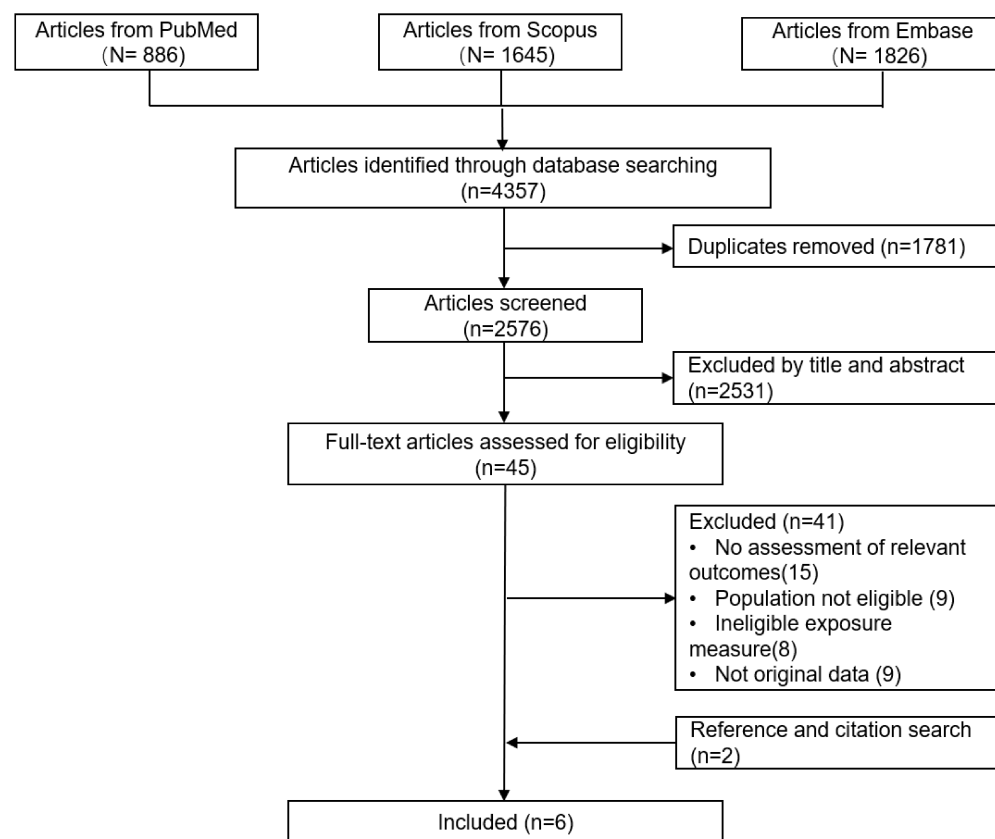 Articles from PubMed
(N= 886)
Articles from Scopus
(N= 1645)
Articles from Embase
(N= 1826)
Articles identified through database searching
(n=4357)
Duplicates removed (n=1781)
Articles screened
(n=2576)
Excluded by title and abstract
(n=2531)
Full-text articles assessed for eligibility
(n=45)
Excluded (n=41)
• No assessment of relevant
outcomes(15)
• Population not eligible (9)
• Ineligible exposure
measure(8)
• Not original data (9)
Reference and citation search
(n=2)
Included (n=6)